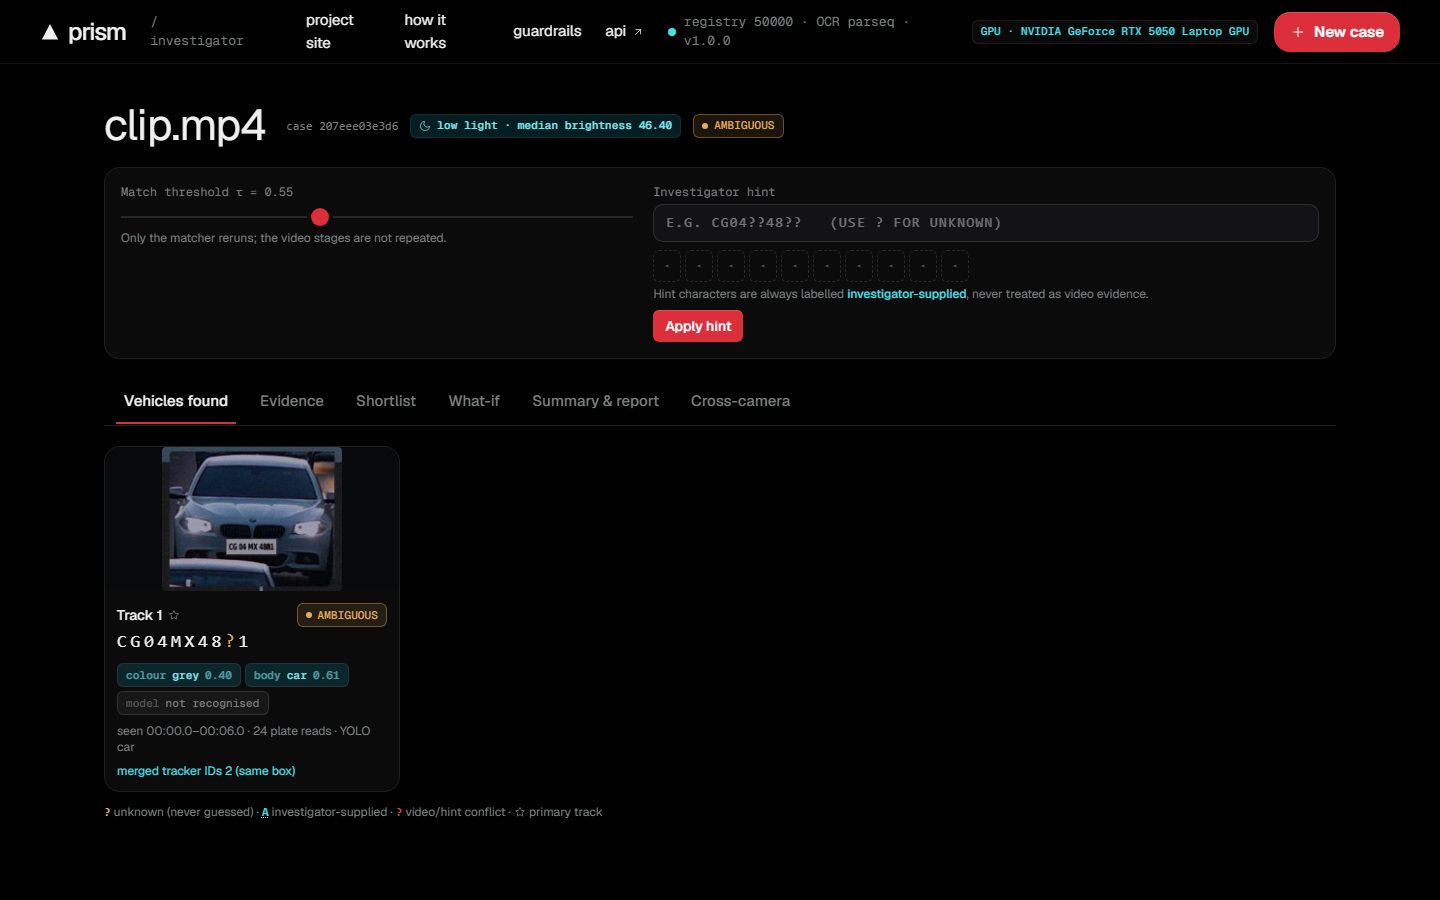 prism
/ investigator
project site
how it works
guardrails
api ↗
registry 50000 · OCR parseq · v1.0.0
GPU · NVIDIA GeForce RTX 5050 Laptop GPU
+ New case
clip.mp4
case 207eee03e3d6
low light · median brightness 46.40
AMBIGUOUS
Match threshold τ = 0.55
Only the matcher reruns; the video stages are not repeated.
Investigator hint
E.G. CG04??48?? (USE ? FOR UNKNOWN)
- - - - - - - - - -
Hint characters are always labelled investigator-supplied, never treated as video evidence.
Apply hint
Vehicles found
Evidence
Shortlist
What-if
Summary & report
Cross-camera
CG 04 MX 4881
Track 1 ☆
AMBIGUOUS
CG04MX48?1
colour grey 0.40
body car 0.61
model not recognised
seen 00:00.0–00:06.0 · 24 plate reads · YOLO
car
merged tracker IDs 2 (same box)
? unknown (never guessed) · A investigator-supplied · ? video/hint conflict · ☆ primary track